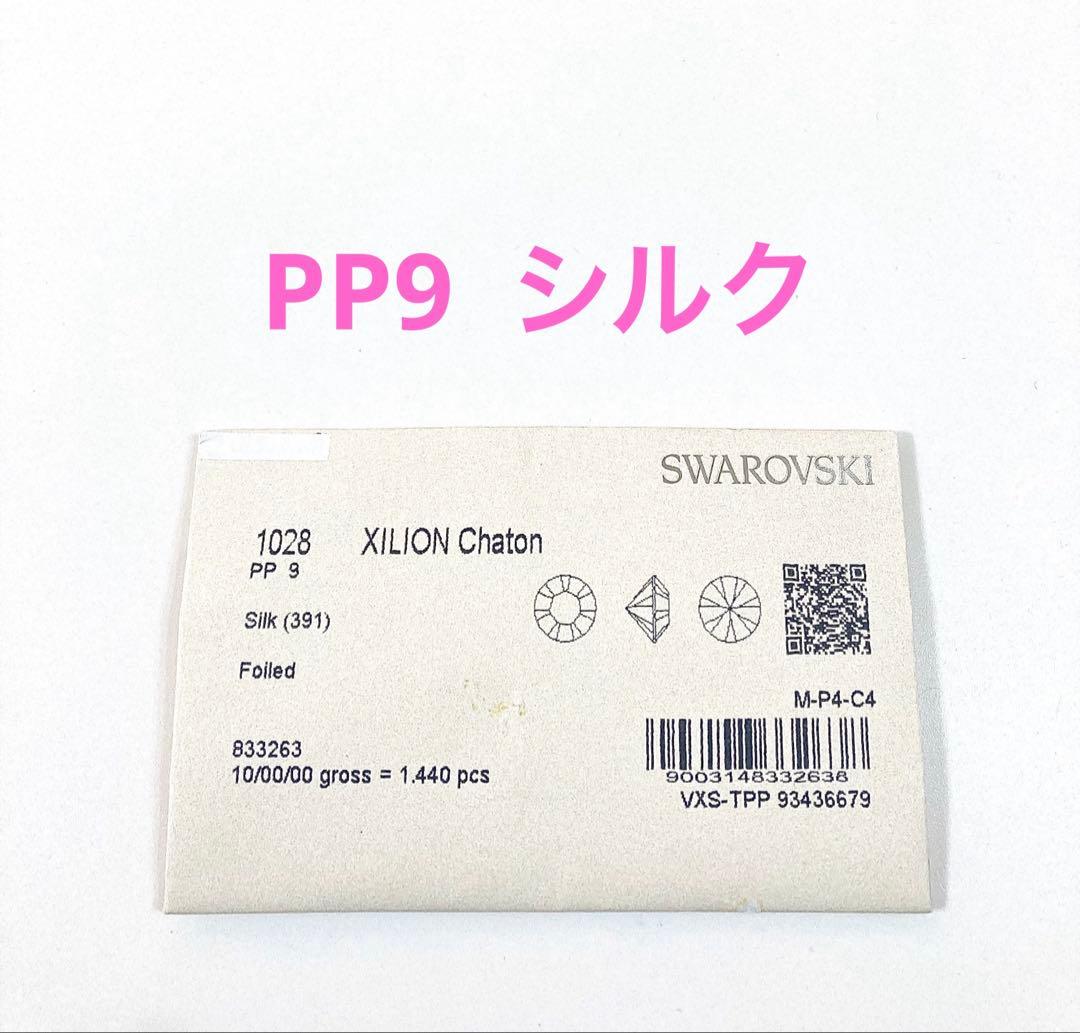 PP9 シルク
SWAROVSKI
1028 XILION Chaton
PP 9
Silk (391)
Foiled
M-P4-C4
833263
10/00/00 gross = 1.440 pcs
9003148332638
VXS-TPP 93436679